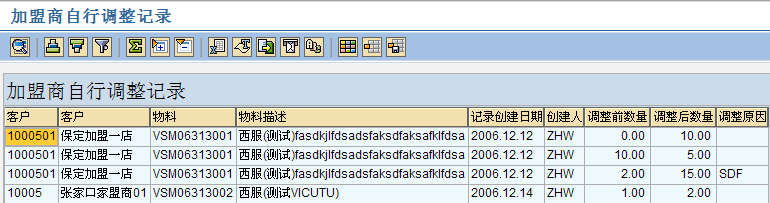 加盟商自行调整记录
加盟商自行调整记录
客户 客户 物料 物料描述 记录创建日期 创建人 调整前数量 调整后数量 调整原因
1000501 保定加盟一店 VSM06313001 西服(测试)fasdkjlfdsadsfaksdfaksafklfdsa 2006.12.12 ZHW 0.00 10.00
1000501 保定加盟一店 VSM06313001 西服(测试)fasdkjlfdsadsfaksdfaksafklfdsa 2006.12.12 ZHW 10.00 5.00
1000501 保定加盟一店 VSM06313001 西服(测试)fasdkjlfdsadsfaksdfaksafklfdsa 2006.12.12 ZHW 2.00 15.00 SDF
10005 张家口家盟商01 VSM06313002 西服(测试VICUTU) 2006.12.14 ZHW 1.00 2.00